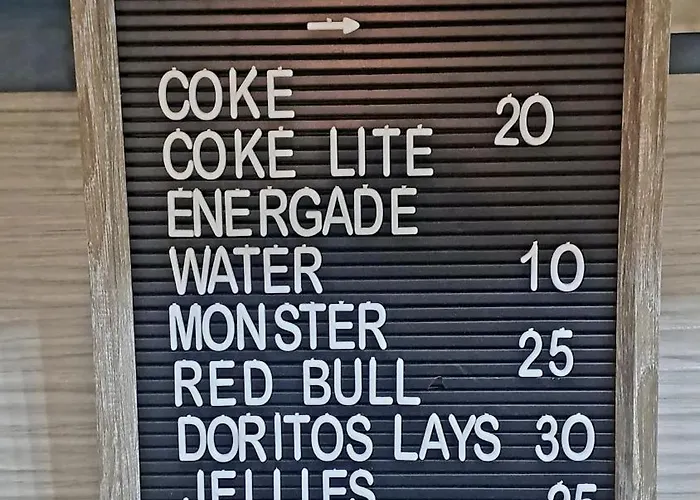 COKE
20
COKE LITE
ENERGADE
WATER 10
MONSTER
25
RED BULL
DORITOS LAYS 30
JELLIES